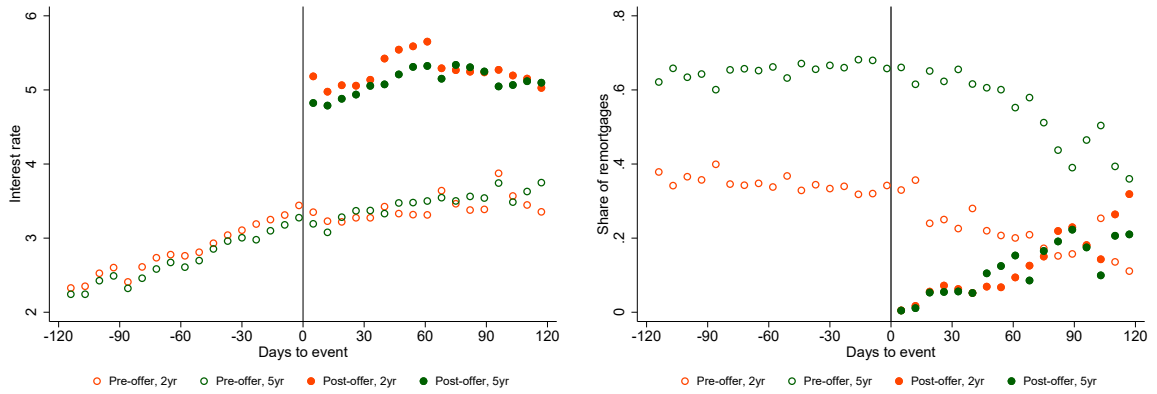 6
5
4
3
2
Interest rate
-120 -90 -60 -30 0 30 60 90 120
Days to event
Pre-offer, 2yr Pre-offer, 5yr Post-offer, 2yr Post-offer, 5yr
.8
.6
.4
.2
0
Share of remortgages
-120 -90 -60 -30 0 30 60 90 120
Days to event
Pre-offer, 2yr Pre-offer, 5yr Post-offer, 2yr Post-offer, 5yr